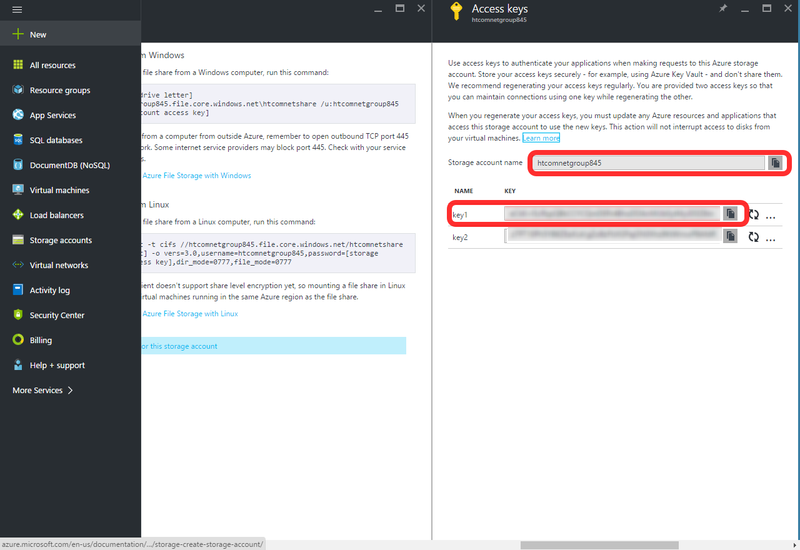 New
All resources
Resource groups
App Services
SQL databases
DocumentDB (NoSQL)
Virtual machines
Load balancers
Storage accounts
Virtual networks
Activity log
Security Center
Billing
Help + support
More Services
azure.microsoft.com/en-us/documentation/.../storage-create-storage-account/
m Windows
file share from a Windows computer, run this command:
drive letter]
group845.file.core.windows.net\htcomnetshare /u:htcomnetgroup845
ccount access key]
from a computer from outside Azure, remember to open outbound TCP port 445
ork. Some internet service providers may block port 445. Check with your service
s.
Azure File Storage with Windows
m Linux
file share from a Linux computer, run this command:
t -t cifs //htcomnetgroup845.file.core.windows.net/htcomnetshare
t] -o vers=3.0,username=htcomnetgroup845,password=[storage
ess key],dir_mode=0777,file_mode=0777
ient doesn't support share level encryption yet, so mounting a file share in Linux
irtual machines running in the same Azure region as the file share.
Azure File Storage with Linux
or this storage account
Access keys
htcomnetgroup845
Use access keys to authenticate your applications when making requests to this Azure storage
account. Store your access keys securely - for example, using Azure Key Vault - and don't share them.
We recommend regenerating your access keys regularly. You are provided two access keys so that
you can maintain connections using one key while regenerating the other.
When you regenerate your access keys, you must update any Azure resources and applications that
access this storage account to use the new keys. This action will not interrupt access to disks from
your virtual machines. Learn more
Storage account name htcomnetgroup845
NAME KEY
key1
key2